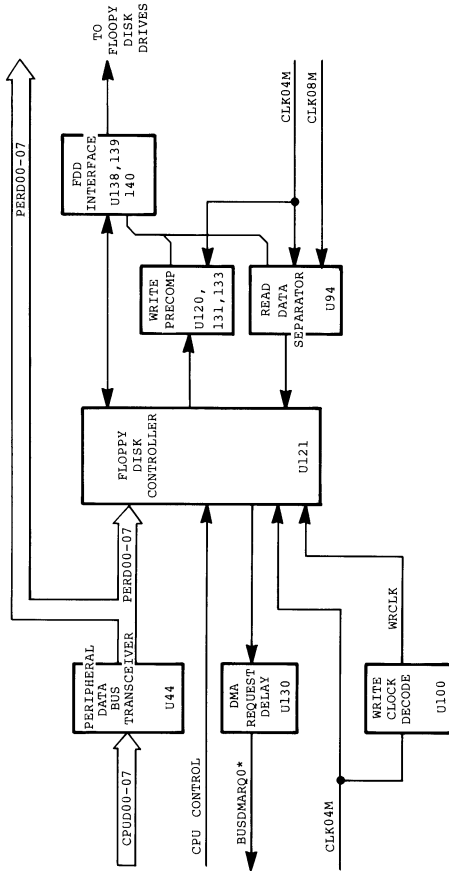 CPUD00-07
PERIPHERAL
DATA
BUS
TRANSCEIVER
U44
PERD00-07
PERD00-07
CPU CONTROL
BUSDMARQ0*
DMA
REQUEST
DELAY
U130
CLK04M
WRITE
CLOCK
DECODE
U100
WRCLK
FLOPPY
DISK
CONTROLLER
U121
WRITE
PRECOMP
U120,
131,133
READ
DATA
SEPARATOR
U94
FDD
INTERFACE
U138,139
140
TO
FLOOPY
DISK
DRIVES
CLK04M
CLK08M